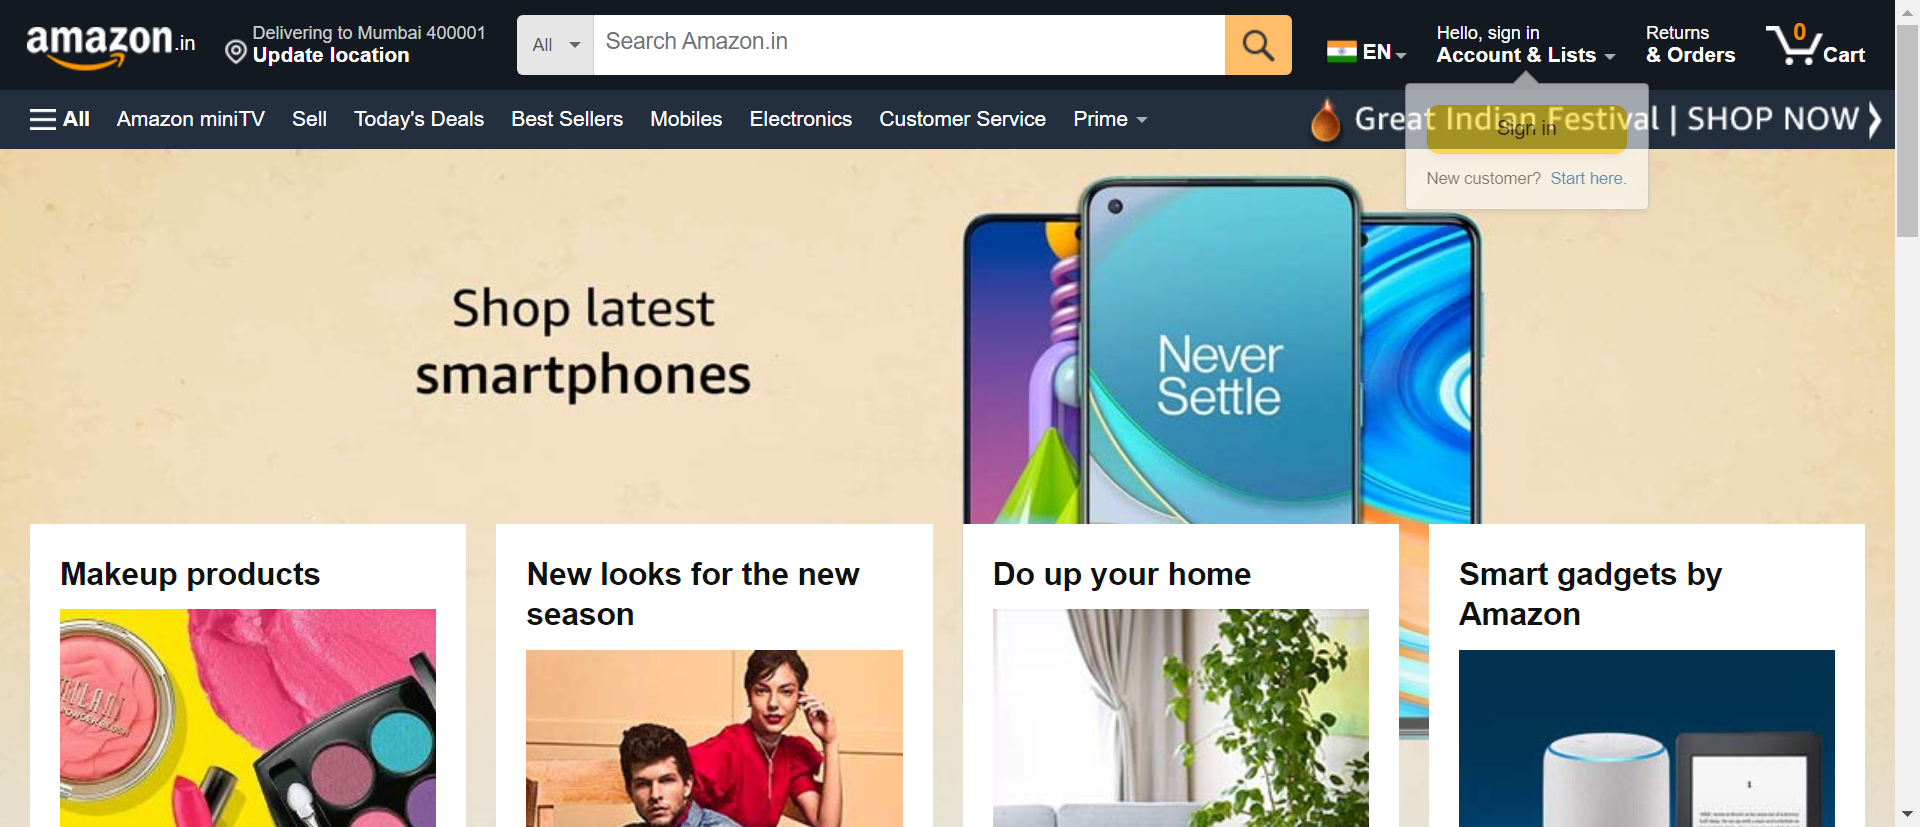 amazon.in
Delivering to Mumbai 400001
Update location
All
Search Amazon.in
EN
Hello, sign in
Account & Lists
Returns
& Orders
0
Cart
All
Amazon miniTV
Sell
Today's Deals
Best Sellers
Mobiles
Electronics
Customer Service
Prime
Great Indian Festival | SHOP NOW
Sign in
New customer? Start here.
Shop latest
smartphones
Never
Settle
Makeup products
New looks for the new
season
Do up your home
Smart gadgets by
Amazon
MILANI